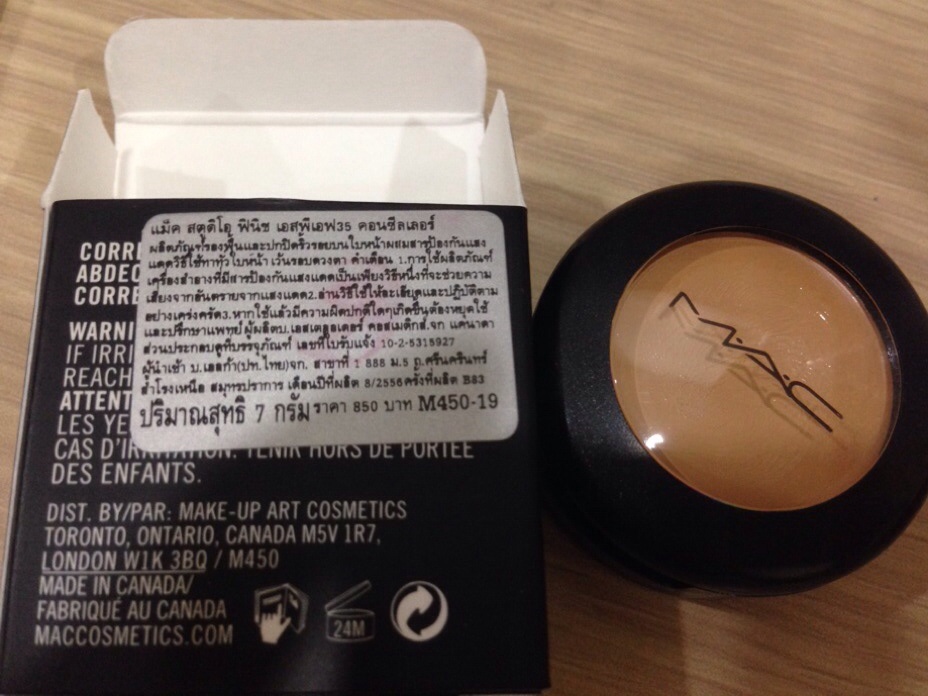 แม็ค สตูดิโอ ฟินิช เอสพีเอฟ35 คอนซีลเลอร์
ผลิตภัณฑ์รองพื้นและปกปิดริ้วรอยบนใบหน้าผสมสารป้องกันแสง
แดดวิธีใช้ทาทั่วใบหน้า เว้นรอบดวงตา คำเตือน 1.การใช้ผลิตภัณฑ์
เครื่องสำอางที่มีสารป้องกันแสงแดดเป็นเพียงวิธีหนึ่งที่จะช่วยความ
เสี่ยงจากอันตรายจากแสงแดด2.อ่านวิธีใช้ให้ละเอียดและปฏิบัติตาม
อย่างเคร่งครัด3.หากใช้แล้วมีความผิดปกติใดๆเกิดขึ้นต้องหยุดใช้
และปรึกษาแพทย์ ผู้ผลิตบ.เอสเตลอเดอร์ คอสเมติกส์.จก แคนาดา
ส่วนประกอบดูที่บรรจุภัณฑ์ เลขที่ใบรับแจ้ง 10-2-5315927
ผู้นำเข้า บ.เอลก้า(ปท.ไทย)จก. สาขาที่ 1 888 ม.5 ถ.ศรีนครินทร์
สำโรงเหนือ สมุทรปราการ เดือนปีที่ผลิต 8/2556ครั้งที่ผลิต B83
ปริมาณสุทธิ 7 กรัม ราคา 850 บาท M450-19
CORRE
ABDEC
CORRE
WARNI
IF IRRI
REACH
ATTENT
LES YE
CAS D'IRRITATION. TENIR HORS DE PORTÉE
DES ENFANTS.
DIST. BY/PAR: MAKE-UP ART COSMETICS
TORONTO, ONTARIO, CANADA M5V 1R7,
LONDON W1K 3BQ / M450
MADE IN CANADA/
FABRIQUÉ AU CANADA
MACCOSMETICS.COM
24M
M·A·C